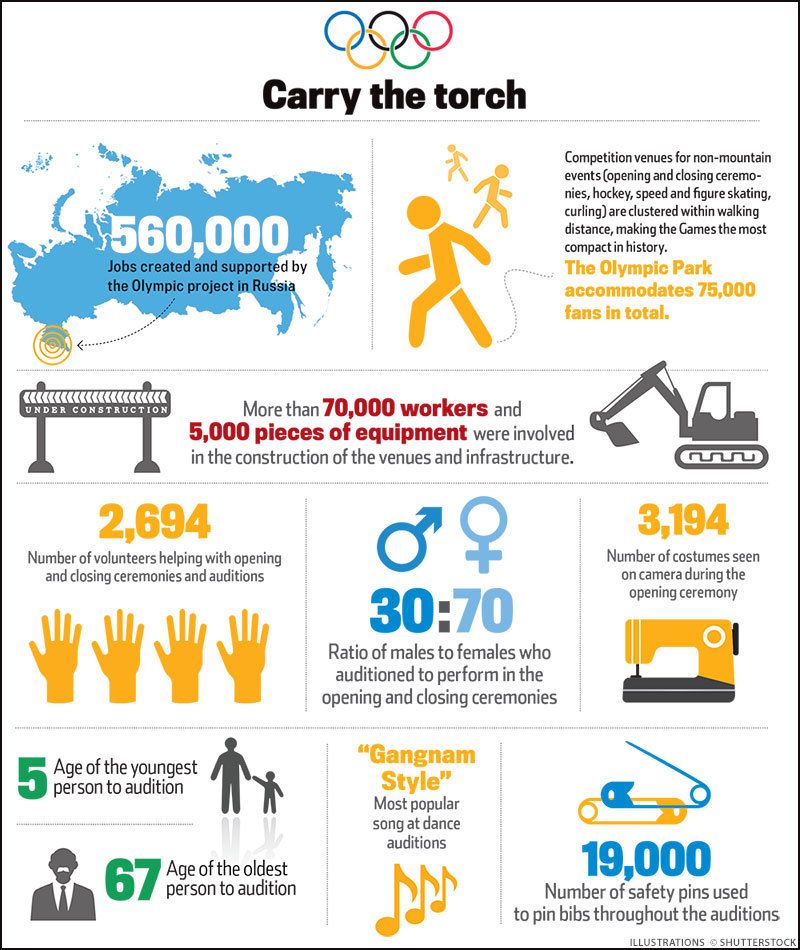 Carry the torch
560,000
Jobs created and supported by
the Olympic project in Russia
Competition venues for non-mountain
events (opening and closing ceremo-
nies, hockey, speed and figure skating,
curling) are clustered within walking
distance, making the Games the most
compact in history.
The Olympic Park
accommodates 75,000
fans in total.
UNDER CONSTRUCTION
More than 70,000 workers and
5,000 pieces of equipment were involved
in the construction of the venues and infrastructure.
2,694
Number of volunteers helping with opening
and closing ceremonies and auditions
30:70
Ratio of males to females who
auditioned to perform in the
opening and closing ceremonies
3,194
Number of costumes seen
on camera during the
opening ceremony
5 Age of the youngest
person to audition
67 Age of the oldest
person to audition
"Gangnam
Style"
Most popular
song at dance
auditions
19,000
Number of safety pins used
to pin bibs throughout the auditions
ILLUSTRATIONS © SHUTTERSTOCK